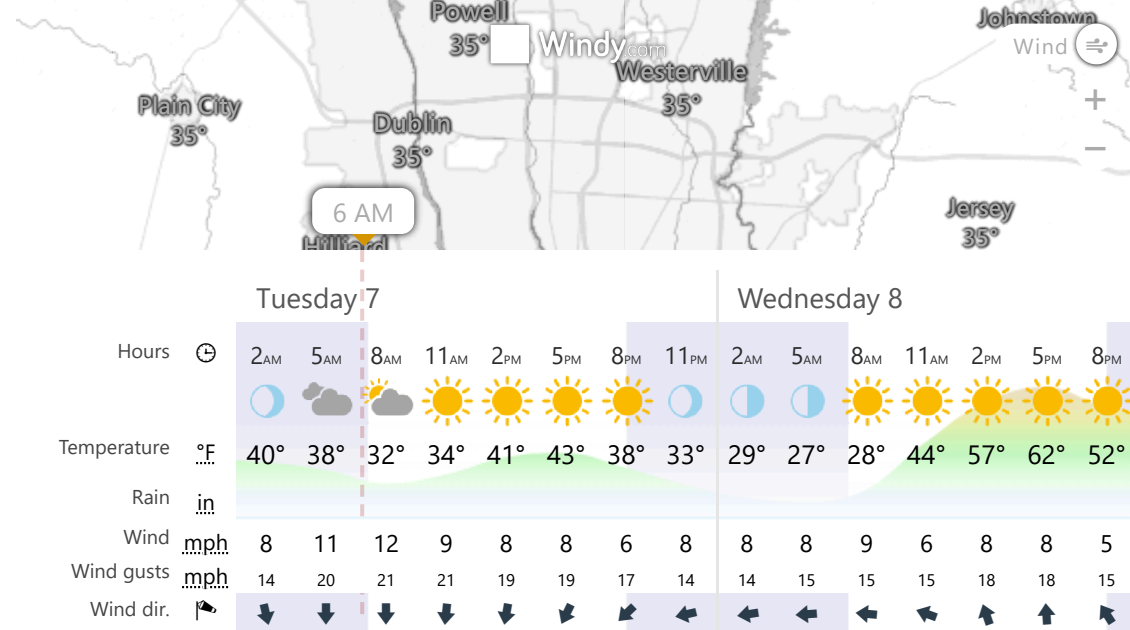 Powell
35°
Windy.com
Johnstown
Wind
Westerville
35°
Plain City
35°
Dublin
35°
+
−
6 AM
Jersey
35°
Hilliard
Tuesday 7
Wednesday 8
Hours 2AM 5AM 8AM 11AM 2PM 5PM 8PM 11PM 2AM 5AM 8AM 11AM 2PM 5PM 8PM
Temperature °F 40° 38° 32° 34° 41° 43° 38° 33° 29° 27° 28° 44° 57° 62° 52°
Rain in
Wind mph 8 11 12 9 8 8 6 8 8 8 9 6 8 8 5
Wind gusts mph 14 20 21 21 19 19 17 14 14 15 15 15 18 18 15
Wind dir.